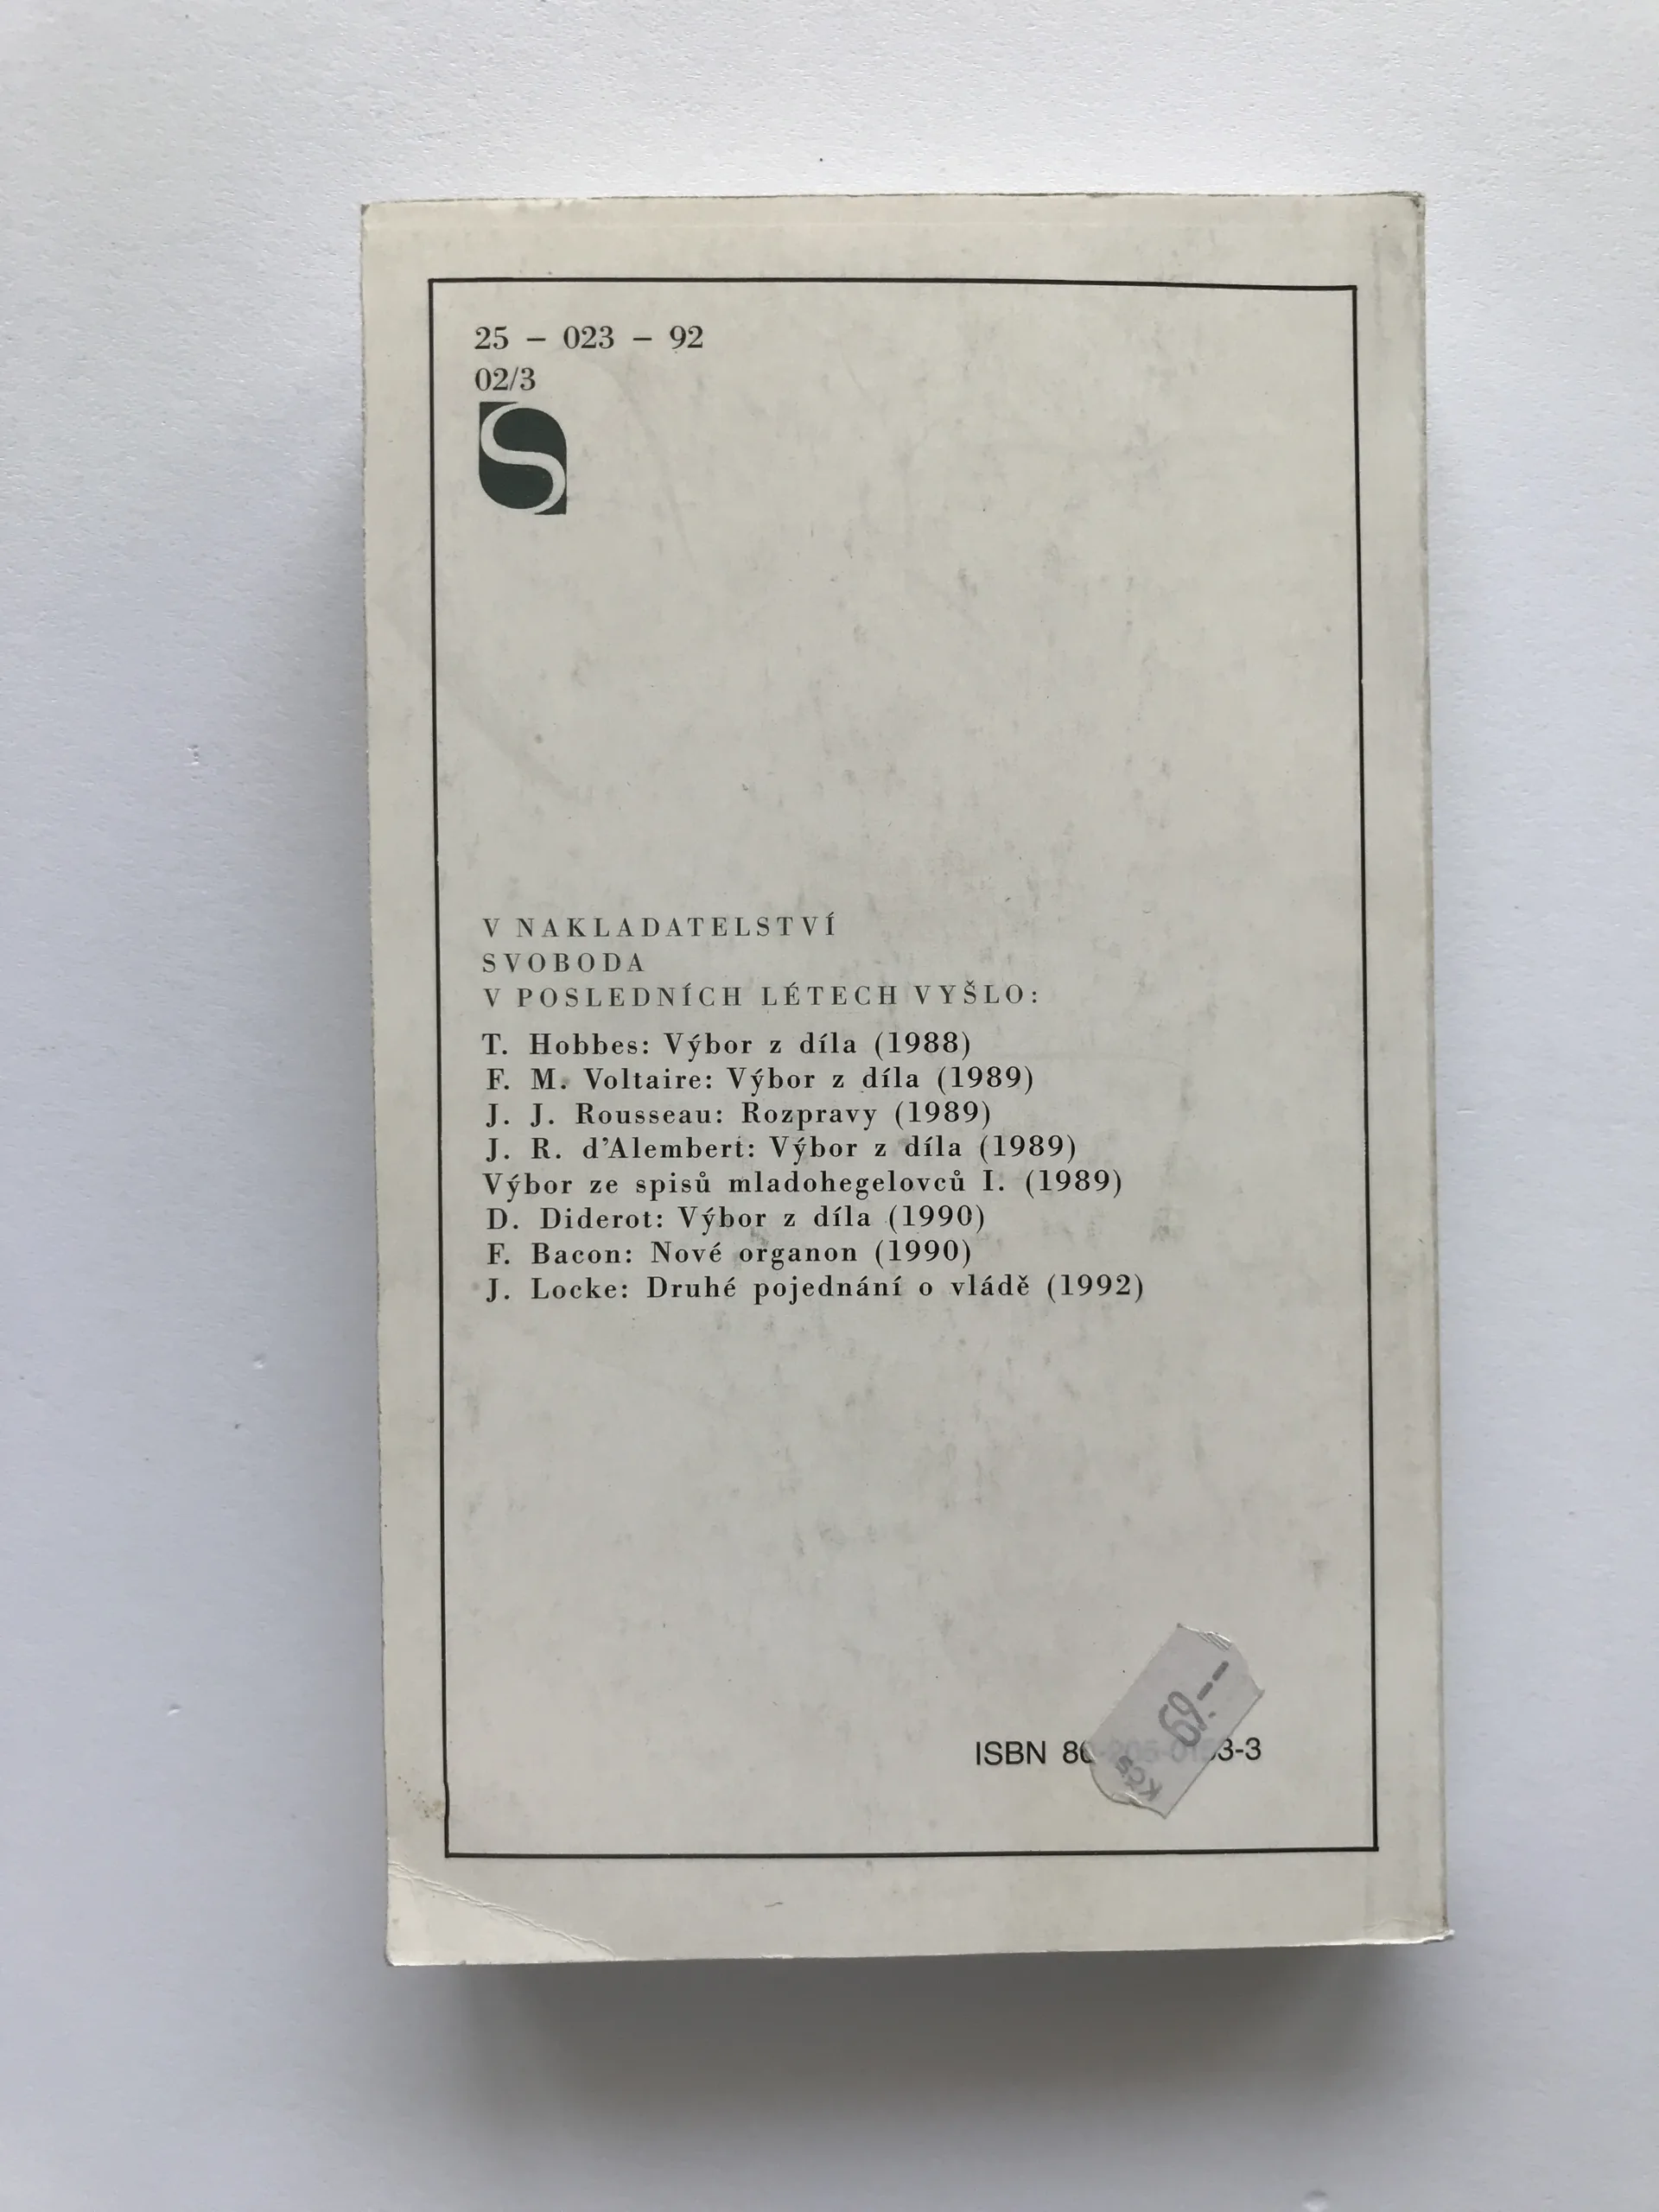 25 – 023 – 92
02/3
S
V NAKLADATELSTVÍ
SVOBODA
V POSLEDNÍCH LÉTECH VYŠLO:
T. Hobbes: Výbor z díla (1988)
F. M. Voltaire: Výbor z díla (1989)
J. J. Rousseau: Rozpravy (1989)
J. R. d'Alembert: Výbor z díla (1989)
Výbor ze spisů mladohegelovců I. (1989)
D. Diderot: Výbor z díla (1990)
F. Bacon: Nové organon (1990)
J. Locke: Druhé pojednání o vládě (1992)
69.--
Kčs
ISBN